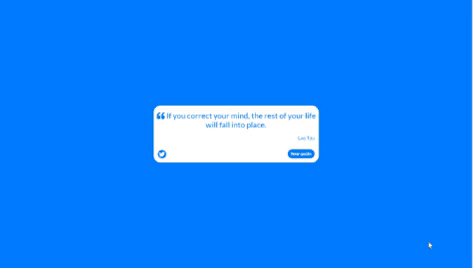 If you correct your mind, the rest of your life
will fall into place.
Lao Tzu
New quote